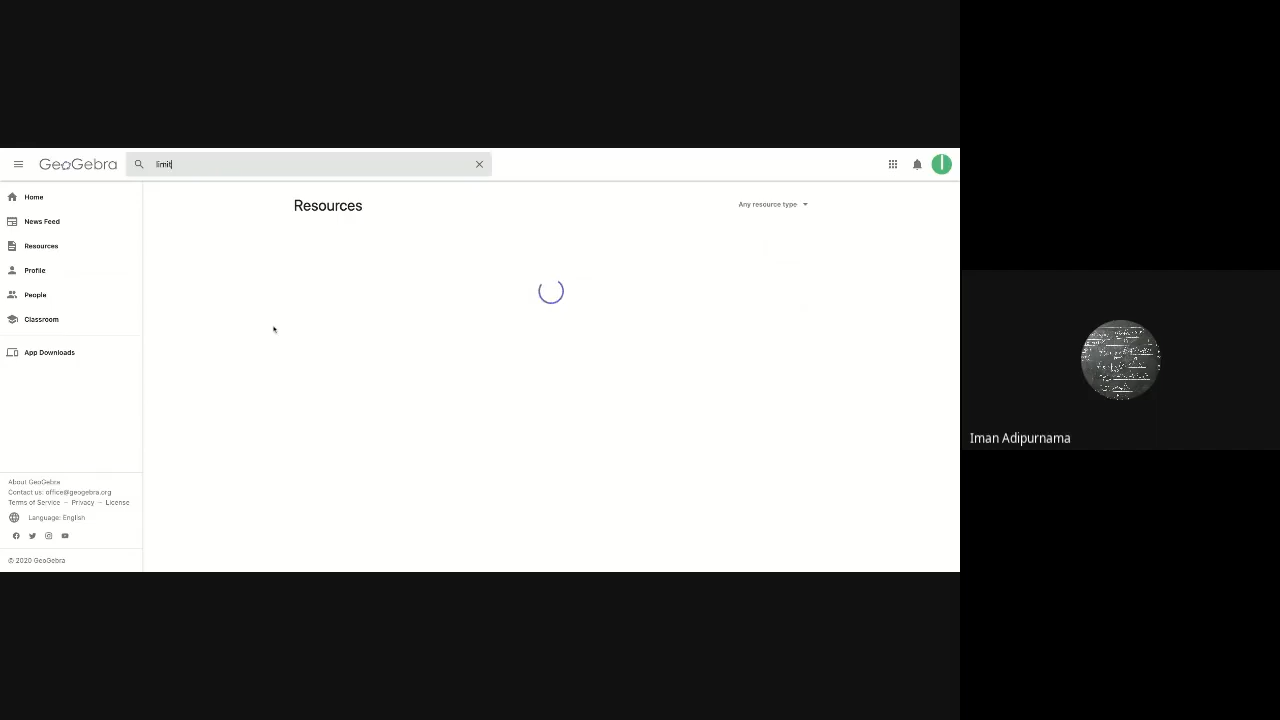 GeoGebra
limit
Home
News Feed
Resources
Profile
People
Classroom
App Downloads
About GeoGebra
Contact us: office@geogebra.org
Terms of Service – Privacy – License
Language: English
© 2020 GeoGebra
Resources
Any resource type
I
Iman Adipurnama